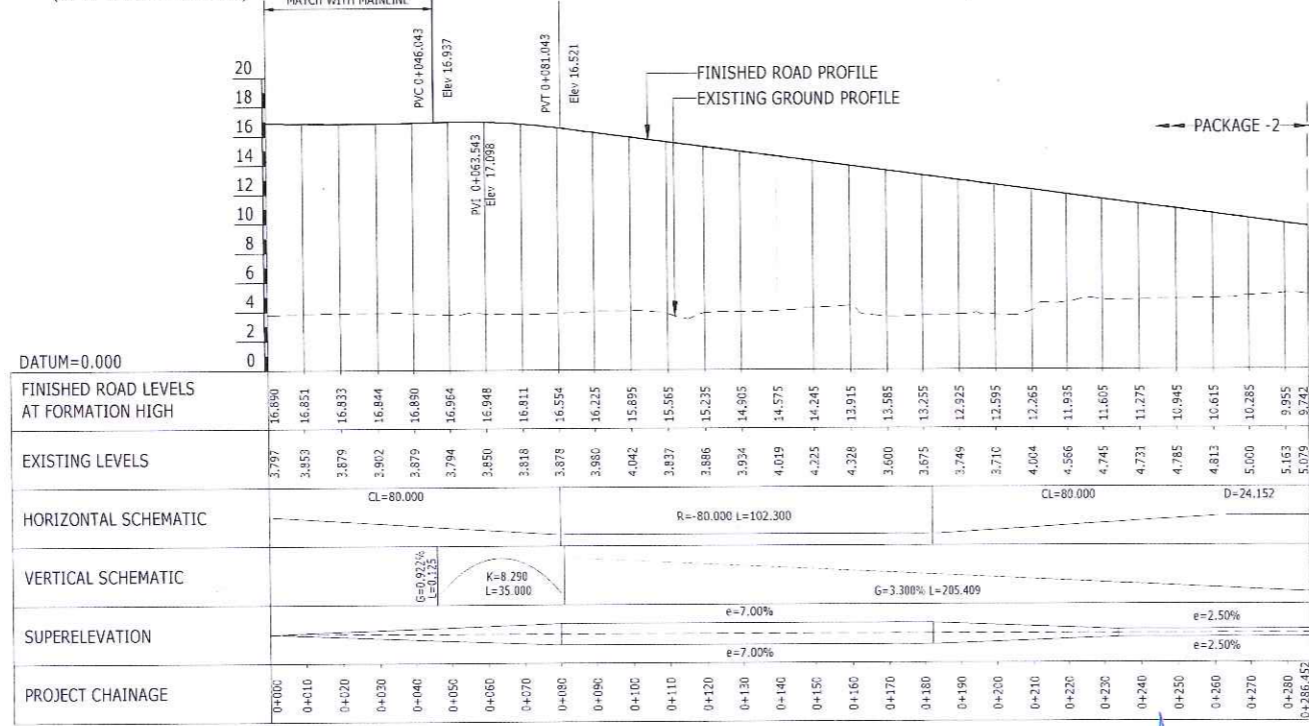 MATCH WITH MAINLINE
PVC 0+046.043
Elev 16.937
PVI 0+063.543
Elev 17.098
PVT 0+081.043
Elev 16.521
FINISHED ROAD PROFILE
EXISTING GROUND PROFILE
PACKAGE -2
20
18
16
14
12
10
8
6
4
2
0
DATUM=0.000
FINISHED ROAD LEVELS
AT FORMATION HIGH
16.890 16.851 16.833 16.844 16.890 16.964 16.948 16.811 16.554 16.225 15.895 15.565 15.235 14.905 14.575 14.245 13.915 13.585 13.255 12.925 12.595 12.265 11.935 11.605 11.275 10.945 10.615 10.285 9.955 9.742
EXISTING LEVELS
3.797 3.853 3.879 3.902 3.879 3.794 3.850 3.818 3.878 3.980 4.042 3.837 3.886 3.934 4.019 4.225 4.328 3.600 3.675 3.749 3.710 4.004 4.566 4.745 4.731 4.785 4.813 5.000 5.163 5.079
HORIZONTAL SCHEMATIC
CL=80.000
R=-80.000 L=102.300
CL=80.000
D=24.152
VERTICAL SCHEMATIC
G=0.922%
L=0.125
K=8.290
L=35.000
G=3.300% L=205.409
SUPERELEVATION
e=7.00%
e=7.00%
e=2.50%
e=2.50%
PROJECT CHAINAGE
0+000 0+010 0+020 0+030 0+040 0+050 0+060 0+070 0+080 0+090 0+100 0+110 0+120 0+130 0+140 0+150 0+160 0+170 0+180 0+190 0+200 0+210 0+220 0+230 0+240 0+250 0+260 0+270 0+280 0+286.452